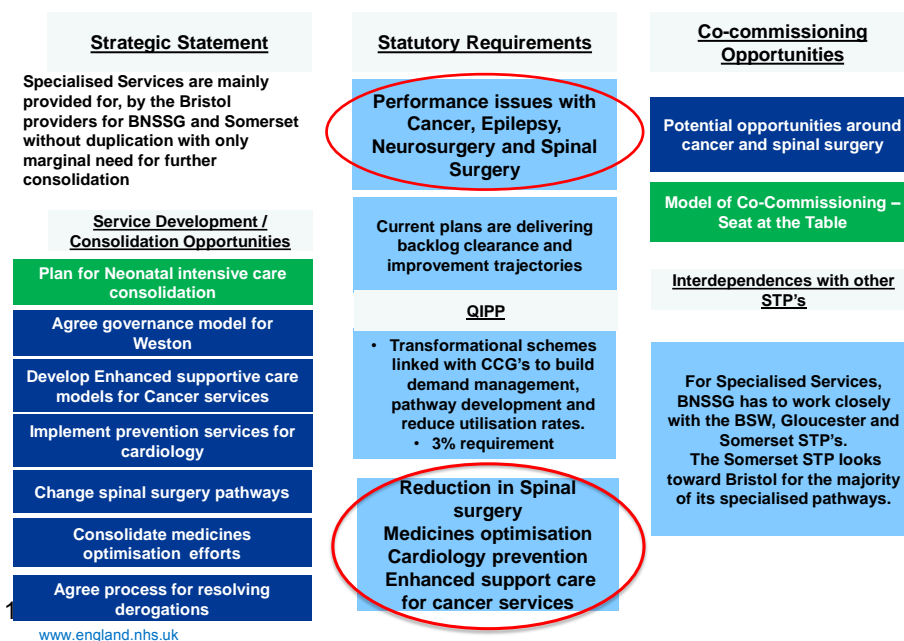 Strategic Statement
Specialised Services are mainly
provided for, by the Bristol
providers for BNSSG and Somerset
without duplication with only
marginal need for further
consolidation
Service Development /
Consolidation Opportunities
Plan for Neonatal intensive care
consolidation
Agree governance model for
Weston
Develop Enhanced supportive care
models for Cancer services
Implement prevention services for
cardiology
Change spinal surgery pathways
Consolidate medicines
optimisation efforts
Agree process for resolving
derogations
Statutory Requirements
Performance issues with
Cancer, Epilepsy,
Neurosurgery and Spinal
Surgery
Current plans are delivering
backlog clearance and
improvement trajectories
QIPP
• Transformational schemes
linked with CCG's to build
demand management,
pathway development and
reduce utilisation rates.
• 3% requirement
Reduction in Spinal
surgery
Medicines optimisation
Cardiology prevention
Enhanced support care
for cancer services
Co-commissioning
Opportunities
Potential opportunities around
cancer and spinal surgery
Model of Co-Commissioning –
Seat at the Table
Interdependences with other
STP's
For Specialised Services,
BNSSG has to work closely
with the BSW, Gloucester and
Somerset STP's.
The Somerset STP looks
toward Bristol for the majority
of its specialised pathways.
1
www.england.nhs.uk